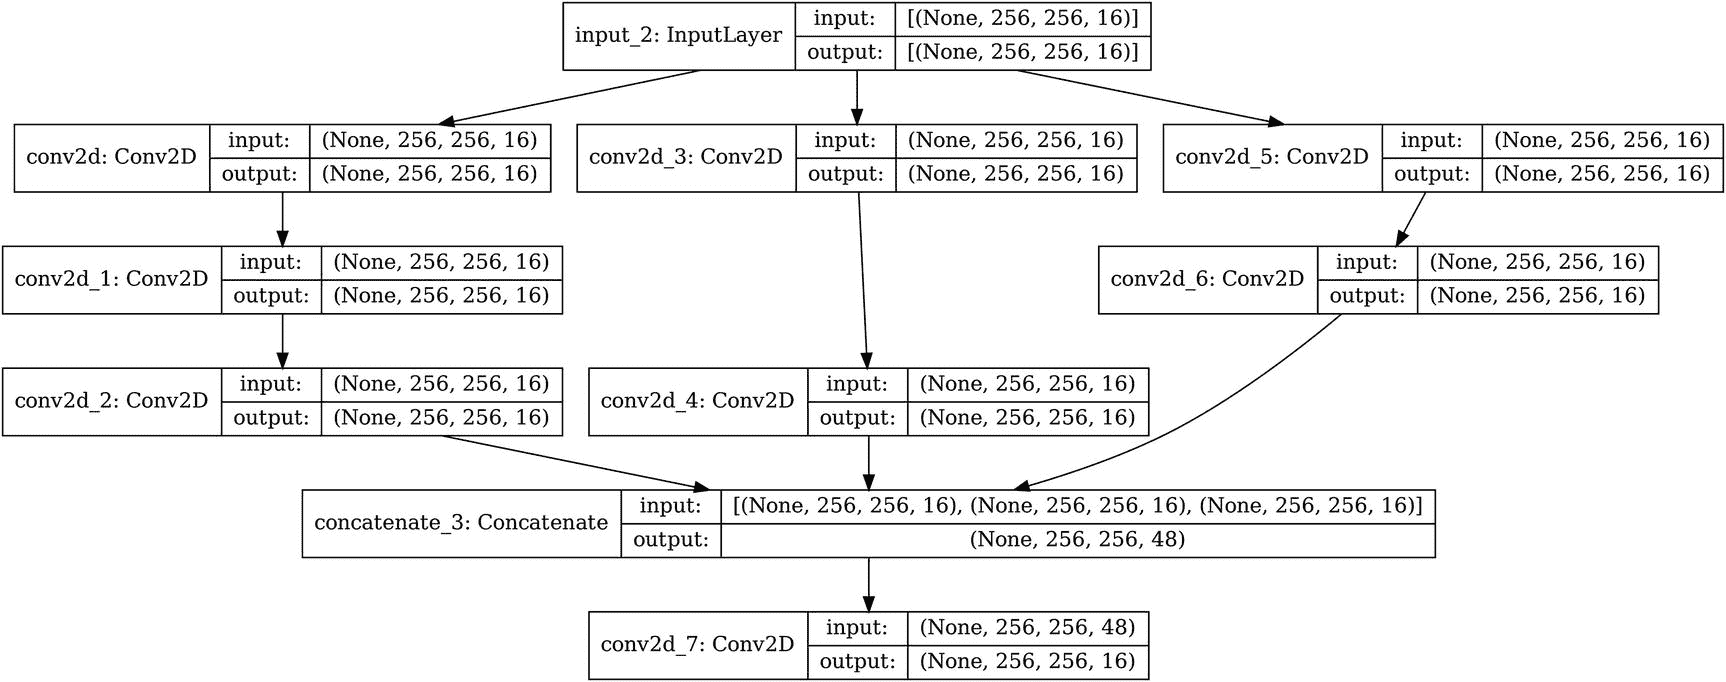 input_2: InputLayer
input: [(None, 256, 256, 16)]
output: [(None, 256, 256, 16)]
conv2d: Conv2D
input: (None, 256, 256, 16)
output: (None, 256, 256, 16)
conv2d_3: Conv2D
input: (None, 256, 256, 16)
output: (None, 256, 256, 16)
conv2d_5: Conv2D
input: (None, 256, 256, 16)
output: (None, 256, 256, 16)
conv2d_1: Conv2D
input: (None, 256, 256, 16)
output: (None, 256, 256, 16)
conv2d_6: Conv2D
input: (None, 256, 256, 16)
output: (None, 256, 256, 16)
conv2d_2: Conv2D
input: (None, 256, 256, 16)
output: (None, 256, 256, 16)
conv2d_4: Conv2D
input: (None, 256, 256, 16)
output: (None, 256, 256, 16)
concatenate_3: Concatenate
input: [(None, 256, 256, 16), (None, 256, 256, 16), (None, 256, 256, 16)]
output: (None, 256, 256, 48)
conv2d_7: Conv2D
input: (None, 256, 256, 48)
output: (None, 256, 256, 16)